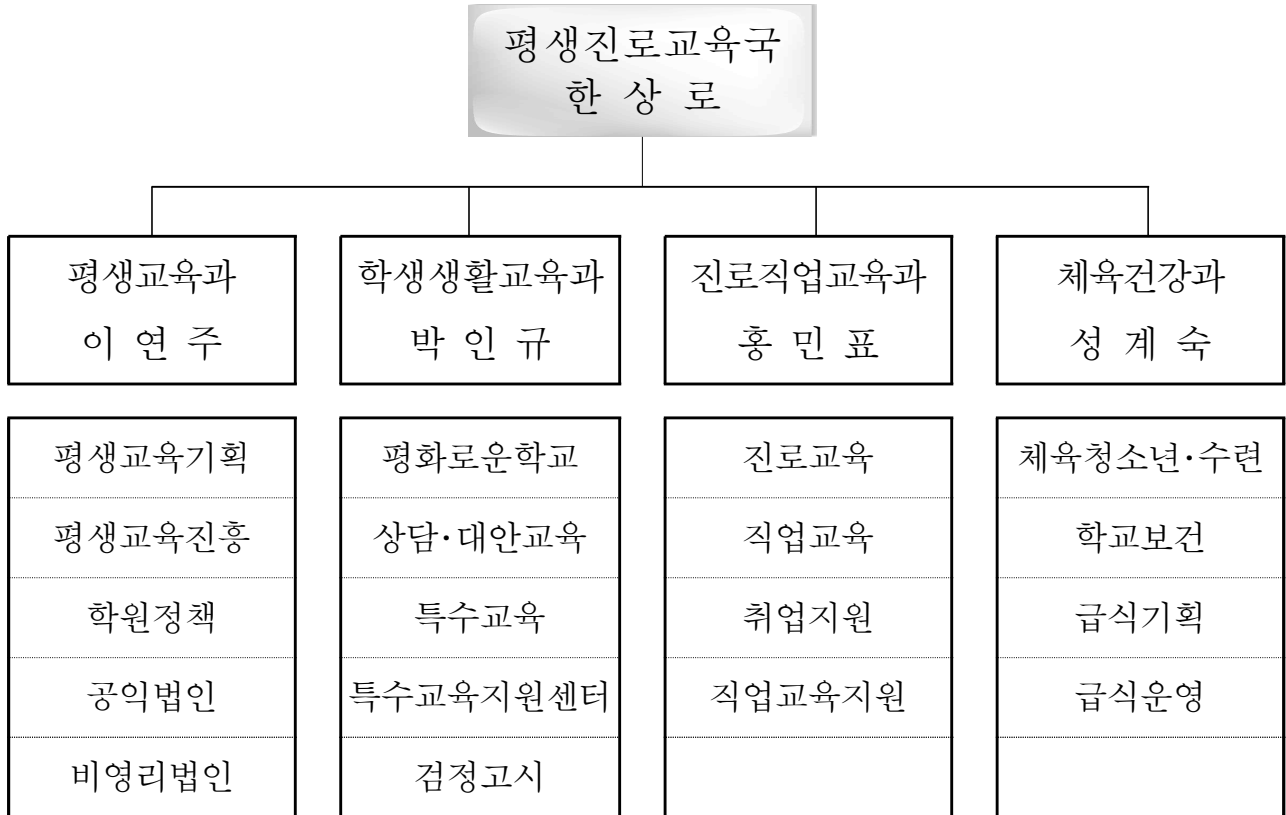 평생진로교육국
한 상 로
평생교육과
이 연 주
학생생활교육과
박 인 규
진로직업교육과
홍 민 표
체육건강과
성 계 숙
평생교육기획
평생교육진흥
학원정책
공익법인
비영리법인
평화로운학교
상담·대안교육
특수교육
특수교육지원센터
검정고시
진로교육
직업교육
취업지원
직업교육지원
체육청소년·수련
학교보건
급식기획
급식운영